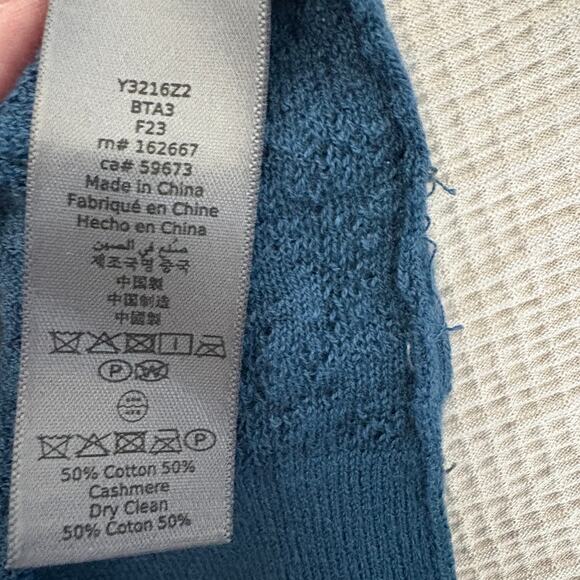 Y3216Z2
BTA3
F23
rn# 162667
ca# 59673
Made in China
Fabriqué en Chine
Hecho en China
صنع في الصين
제조국명 중국
中国製
中国制造
中國製
P W
P
50% Cotton 50%
Cashmere
Dry Clean
50% Coton 50%